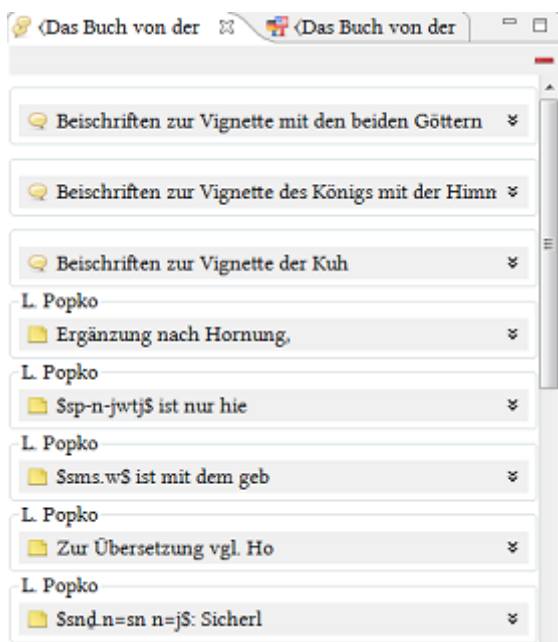 〈Das Buch von der
〈Das Buch von der
Beischriften zur Vignette mit den beiden Göttern
Beischriften zur Vignette des Königs mit der Himn
Beischriften zur Vignette der Kuh
L. Popko
Ergänzung nach Hornung,
L. Popko
$sp-n-jwtj$ ist nur hie
L. Popko
$sms.w$ ist mit dem geb
L. Popko
Zur Übersetzung vgl. Ho
L. Popko
$snḏ.n=sn n=j$: Sicherl